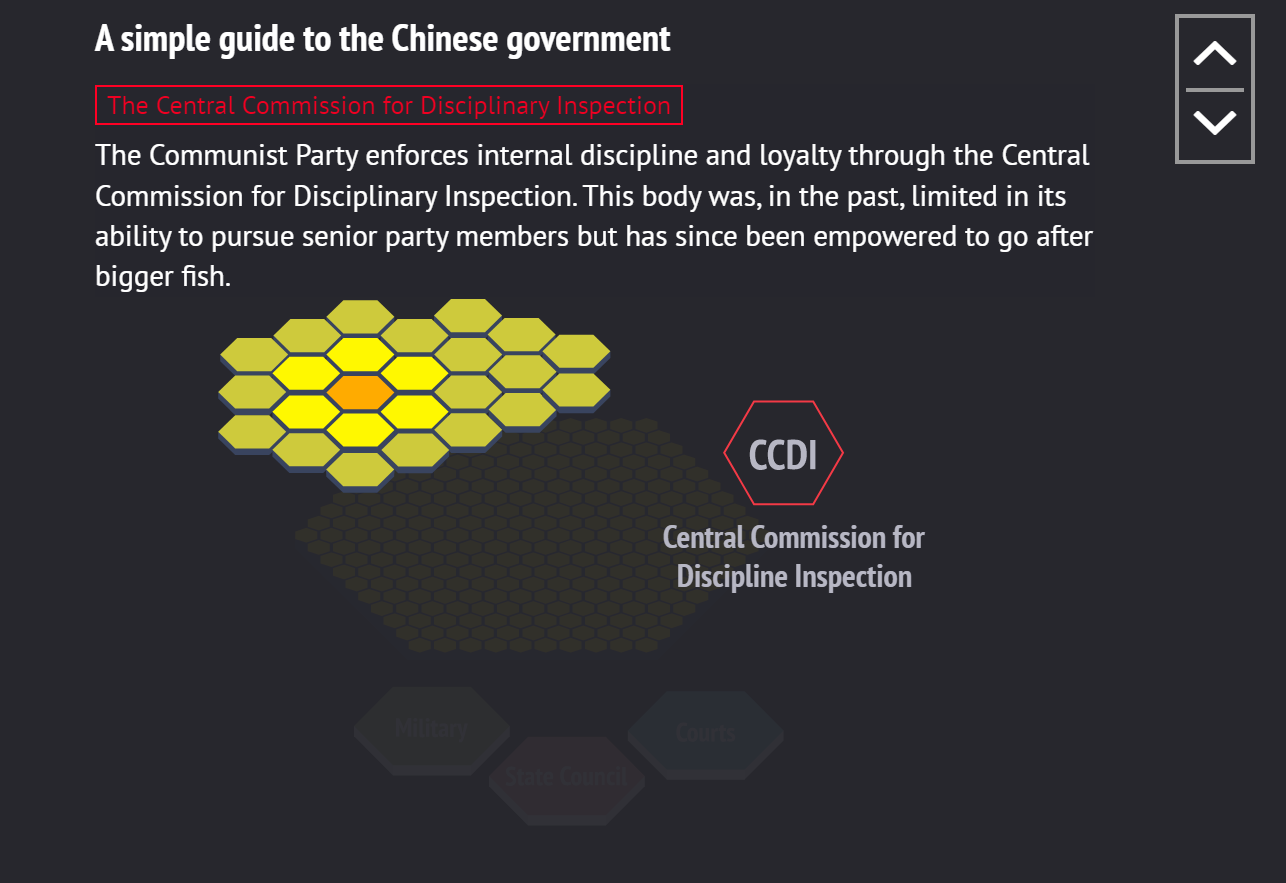 A simple guide to the Chinese government
The Central Commission for Disciplinary Inspection
The Communist Party enforces internal discipline and loyalty through the Central
Commission for Disciplinary Inspection. This body was, in the past, limited in its
ability to pursue senior party members but has since been empowered to go after
bigger fish.
CCDI
Central Commission for
Discipline Inspection
Military
Courts
State Council